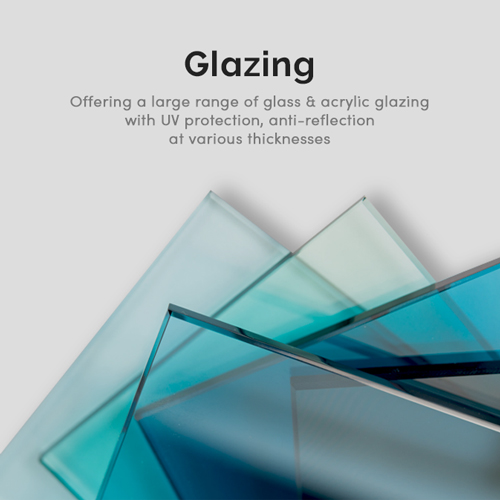 Glazing
Offering a large range of glass & acrylic glazing
with UV protection, anti-reflection
at various thicknesses